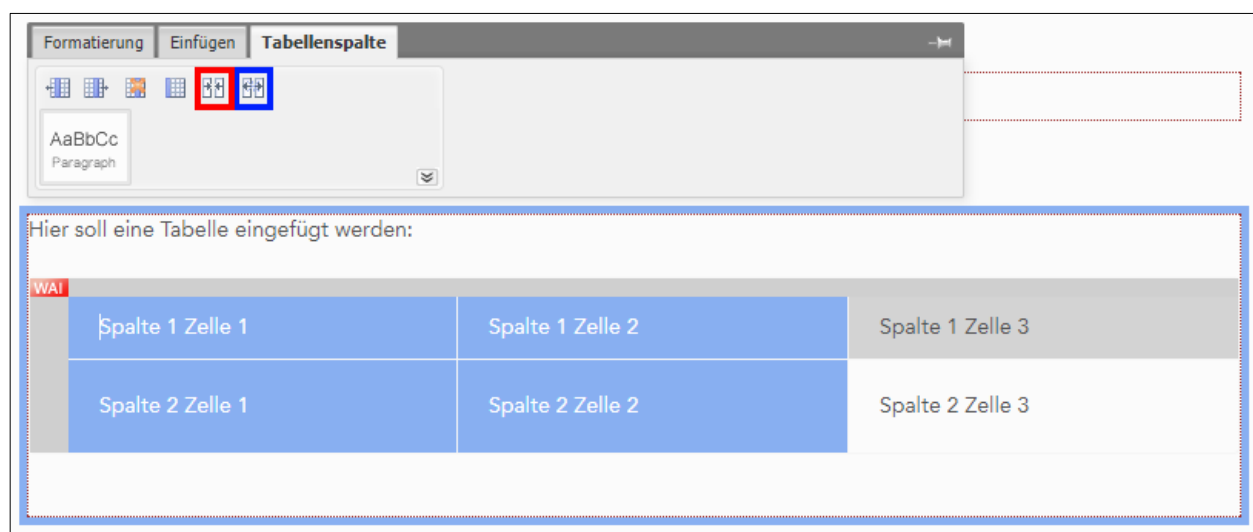 Formatierung Einfügen Tabellenspalte
AaBbCc
Paragraph
Hier soll eine Tabelle eingefügt werden:
WAI
Spalte 1 Zelle 1 Spalte 1 Zelle 2 Spalte 1 Zelle 3
Spalte 2 Zelle 1 Spalte 2 Zelle 2 Spalte 2 Zelle 3